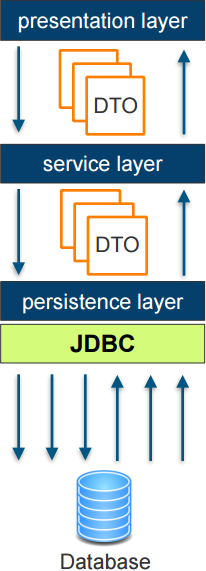 presentation layer
DTO
service layer
DTO
persistence layer
JDBC
Database